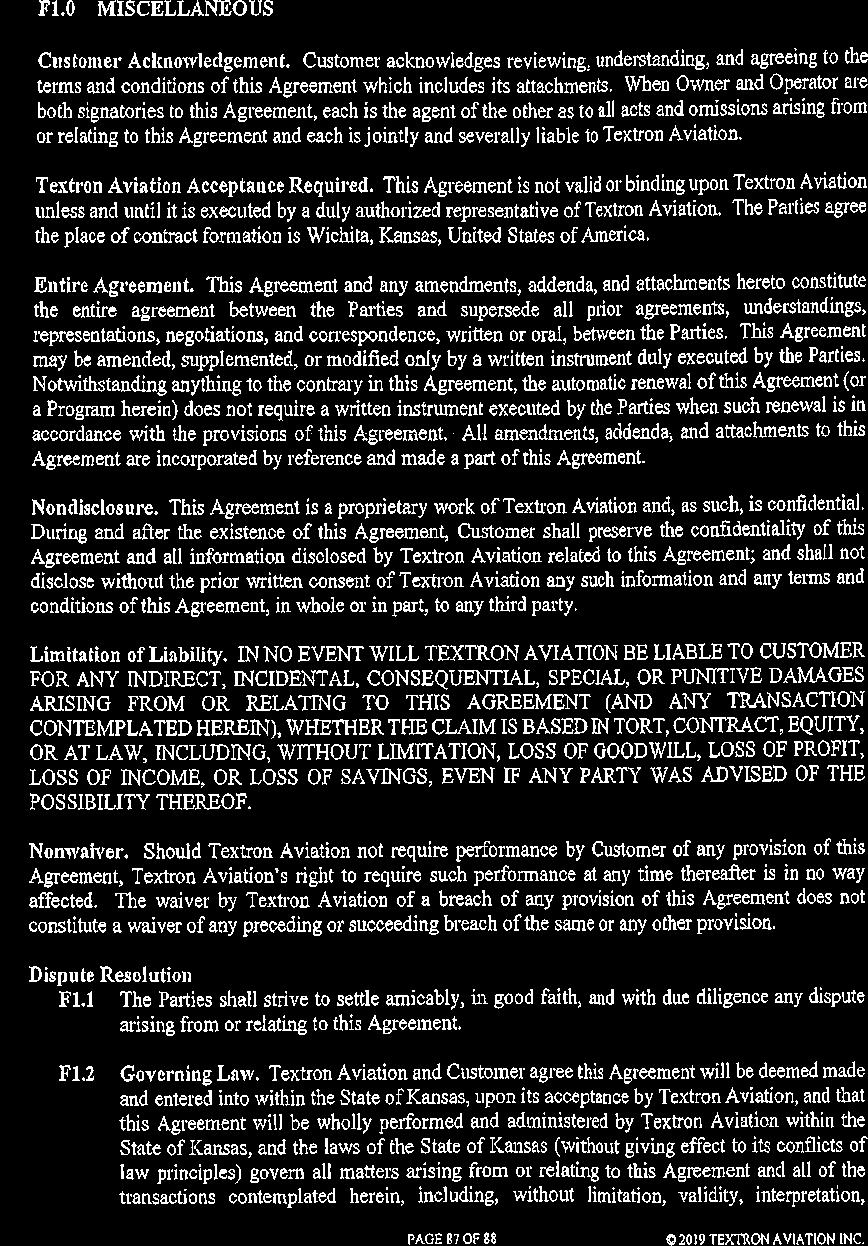 F1.0 MISCELLANEOUS
Customer Acknowledgement. Customer acknowledges reviewing, understanding, and agreeing to the
terms and conditions of this Agreement which includes its attachments. When Owner and Operator are
both signatories to this Agreement, each is the agent of the other as to all acts and omissions arising from
or relating to this Agreement and each is jointly and severally liable to Textron Aviation.
Textron Aviation Acceptance Required. This Agreement is not valid or binding upon Textron Aviation
unless and until it is executed by a duly authorized representative of Textron Aviation. The Parties agree
the place of contract formation is Wichita, Kansas, United States of America.
Entire Agreement. This Agreement and any amendments, addenda, and attachments hereto constitute
the entire agreement between the Parties and supersede all prior agreements, understandings,
representations, negotiations, and correspondence, written or oral, between the Parties. This Agreement
may be amended, supplemented, or modified only by a written instrument duly executed by the Parties.
Notwithstanding anything to the contrary in this Agreement, the automatic renewal of this Agreement (or
a Program herein) does not require a written instrument executed by the Parties when such renewal is in
accordance with the provisions of this Agreement. All amendments, addenda, and attachments to this
Agreement are incorporated by reference and made a part of this Agreement.
Nondisclosure. This Agreement is a proprietary work of Textron Aviation and, as such, is confidential.
During and after the existence of this Agreement, Customer shall preserve the confidentiality of this
Agreement and all information disclosed by Textron Aviation related to this Agreement; and shall not
disclose without the prior written consent of Textron Aviation any such information and any terms and
conditions of this Agreement, in whole or in part, to any third party.
Limitation of Liability. IN NO EVENT WILL TEXTRON AVIATION BE LIABLE TO CUSTOMER
FOR ANY INDIRECT, INCIDENTAL, CONSEQUENTIAL, SPECIAL, OR PUNITIVE DAMAGES
ARISING FROM OR RELATING TO THIS AGREEMENT (AND ANY TRANSACTION
CONTEMPLATED HEREIN), WHETHER THE CLAIM IS BASED IN TORT, CONTRACT, EQUITY,
OR AT LAW, INCLUDING, WITHOUT LIMITATION, LOSS OF GOODWILL, LOSS OF PROFIT,
LOSS OF INCOME, OR LOSS OF SAVINGS, EVEN IF ANY PARTY WAS ADVISED OF THE
POSSIBILITY THEREOF.
Nonwaiver. Should Textron Aviation not require performance by Customer of any provision of this
Agreement, Textron Aviation's right to require such performance at any time thereafter is in no way
affected. The waiver by Textron Aviation of a breach of any provision of this Agreement does not
constitute a waiver of any preceding or succeeding breach of the same or any other provision.
Dispute Resolution
F1.1 The Parties shall strive to settle amicably, in good faith, and with due diligence any dispute
arising from or relating to this Agreement.
F1.2 Governing Law. Textron Aviation and Customer agree this Agreement will be deemed made
and entered into within the State of Kansas, upon its acceptance by Textron Aviation, and that
this Agreement will be wholly performed and administered by Textron Aviation within the
State of Kansas, and the laws of the State of Kansas (without giving effect to its conflicts of
law principles) govern all matters arising from or relating to this Agreement and all of the
transactions contemplated herein, including, without limitation, validity, interpretation,
PAGE 87 OF 88 © 2019 TEXTRON AVIATION INC.